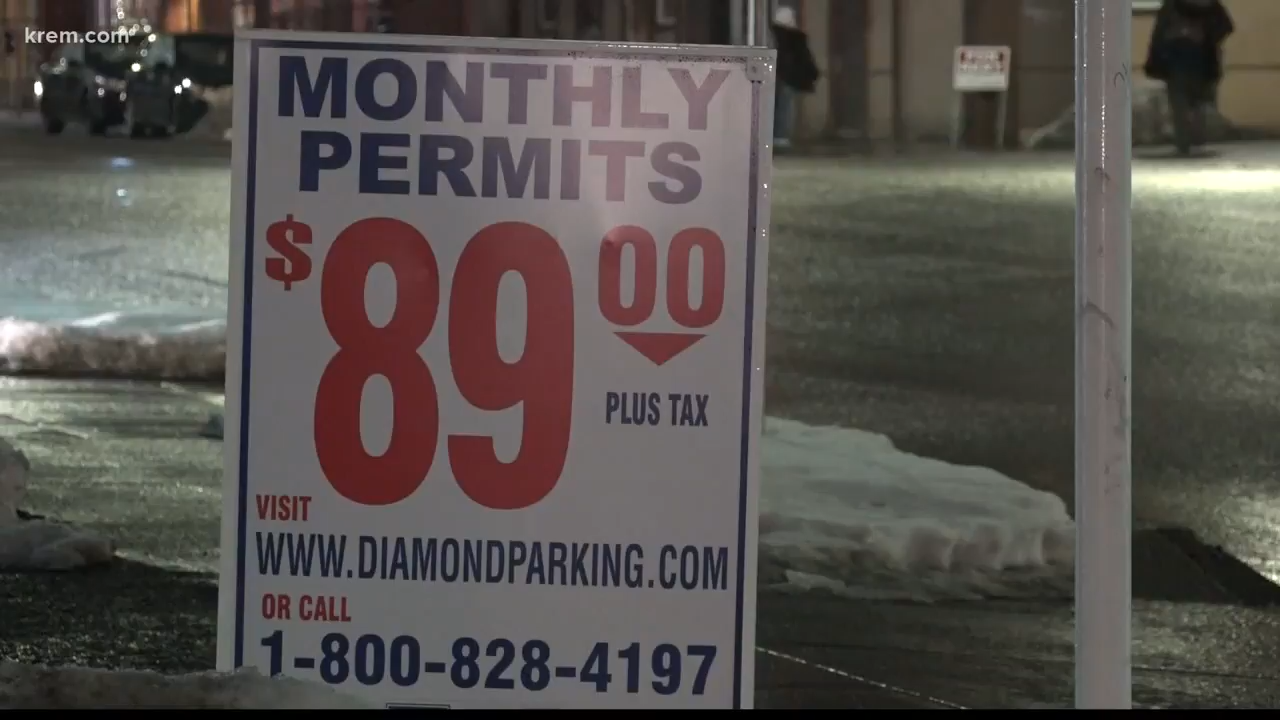 krem.com
MONTHLY
PERMITS
$89 00
PLUS TAX
VISIT
WWW.DIAMONDPARKING.COM
OR CALL
1-800-828-4197